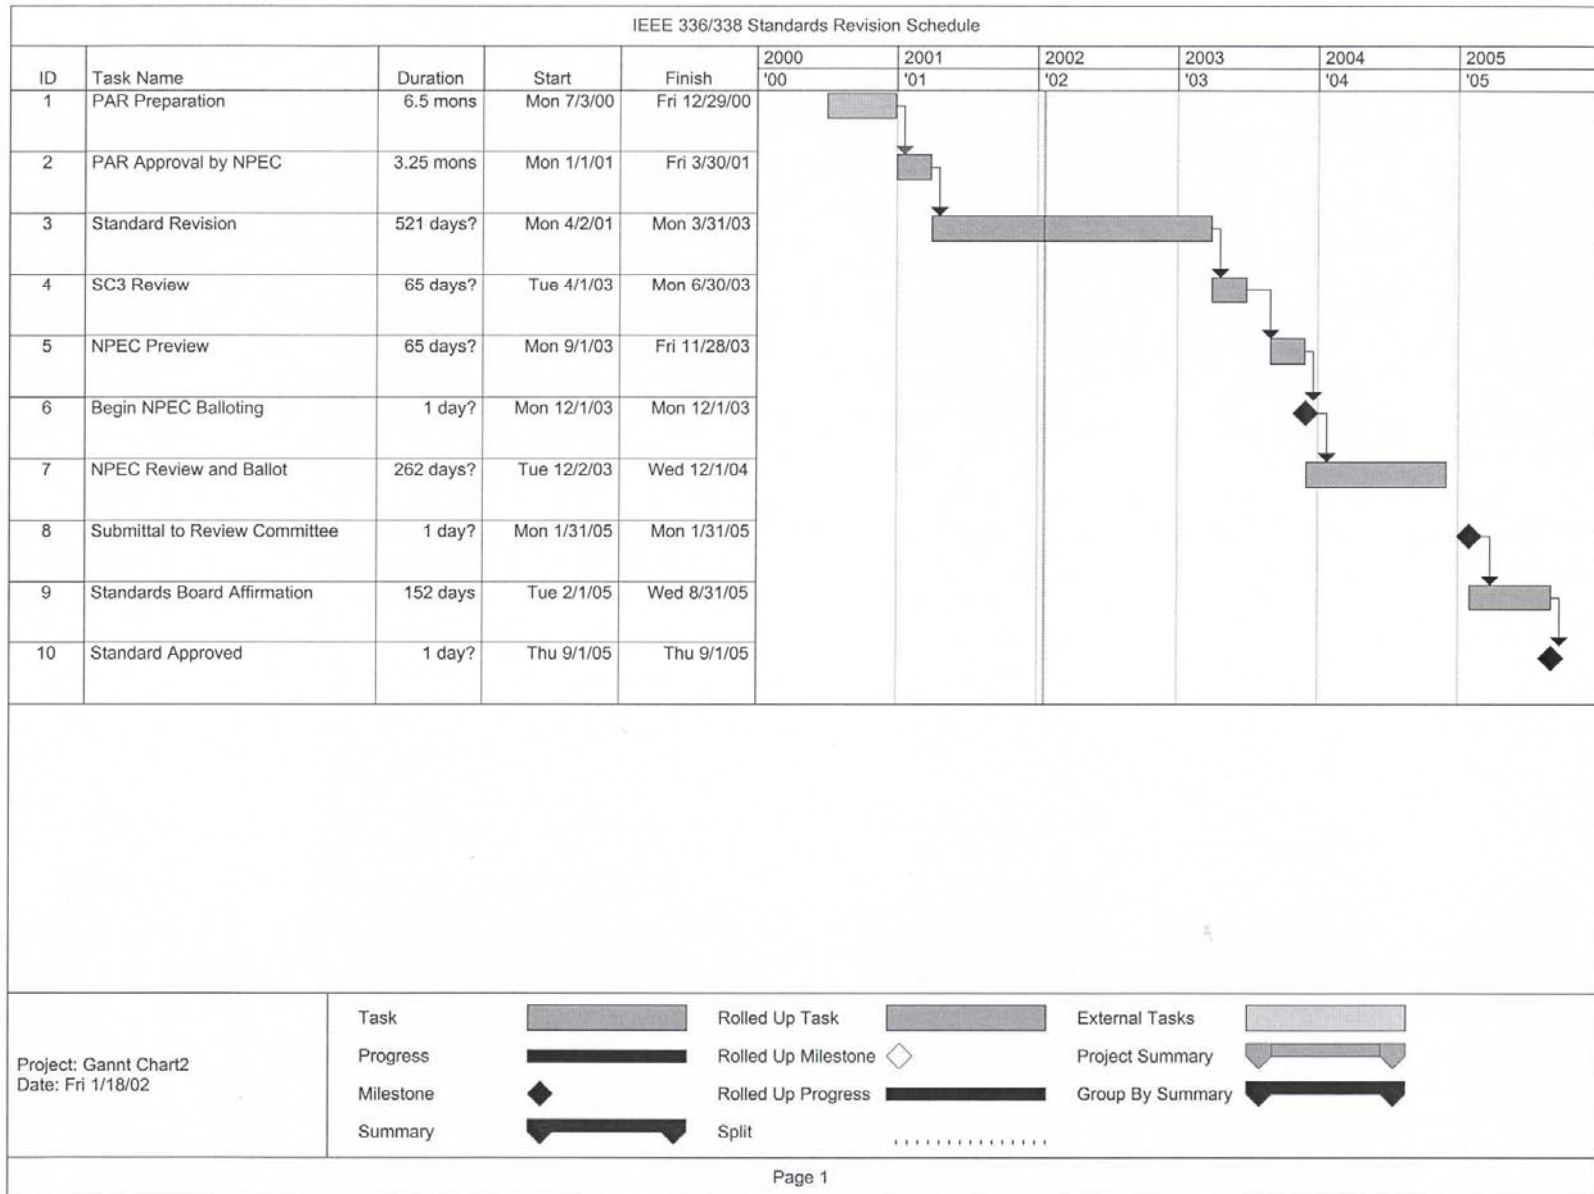 IEEE 336/338 Standards Revision Schedule
2000 2001 2002 2003 2004 2005
ID Task Name Duration Start Finish '00 '01 '02 '03 '04 '05
1 PAR Preparation 6.5 mons Mon 7/3/00 Fri 12/29/00
2 PAR Approval by NPEC 3.25 mons Mon 1/1/01 Fri 3/30/01
3 Standard Revision 521 days? Mon 4/2/01 Mon 3/31/03
4 SC3 Review 65 days? Tue 4/1/03 Mon 6/30/03
5 NPEC Preview 65 days? Mon 9/1/03 Fri 11/28/03
6 Begin NPEC Balloting 1 day? Mon 12/1/03 Mon 12/1/03
7 NPEC Review and Ballot 262 days? Tue 12/2/03 Wed 12/1/04
8 Submittal to Review Committee 1 day? Mon 1/31/05 Mon 1/31/05
9 Standards Board Affirmation 152 days Tue 2/1/05 Wed 8/31/05
10 Standard Approved 1 day? Thu 9/1/05 Thu 9/1/05
Project: Gannt Chart2
Date: Fri 1/18/02
Task Rolled Up Task External Tasks
Progress Rolled Up Milestone Project Summary
Milestone Rolled Up Progress Group By Summary
Summary Split
Page 1